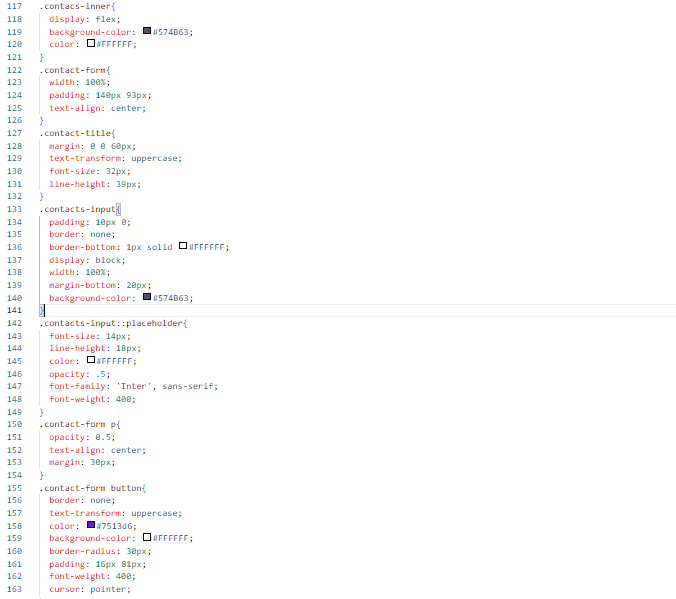 117 .contacs-inner{
118 display: flex;
119 background-color: #574B63;
120 color: #FFFFFF;
121 }
122 .contact-form{
123 width: 100%;
124 padding: 140px 93px;
125 text-align: center;
126 }
127 .contact-title{
128 margin: 0 0 60px;
129 text-transform: uppercase;
130 font-size: 32px;
131 line-height: 39px;
132 }
133 .contacts-input{
134 padding: 10px 0;
135 border: none;
136 border-bottom: 1px solid #FFFFFF;
137 display: block;
138 width: 100%;
139 margin-bottom: 20px;
140 background-color: #574B63;
141 }
142 .contacts-input::placeholder{
143 font-size: 14px;
144 line-height: 18px;
145 color: #FFFFFF;
146 opacity: .5;
147 font-family: 'Inter', sans-serif;
148 font-weight: 400;
149 }
150 .contact-form p{
151 opacity: 0.5;
152 text-align: center;
153 margin: 30px;
154 }
155 .contact-form button{
156 border: none;
157 text-transform: uppercase;
158 color: #7513d6;
159 background-color: #FFFFFF;
160 border-radius: 30px;
161 padding: 16px 81px;
162 font-weight: 400;
163 cursor: pointer;